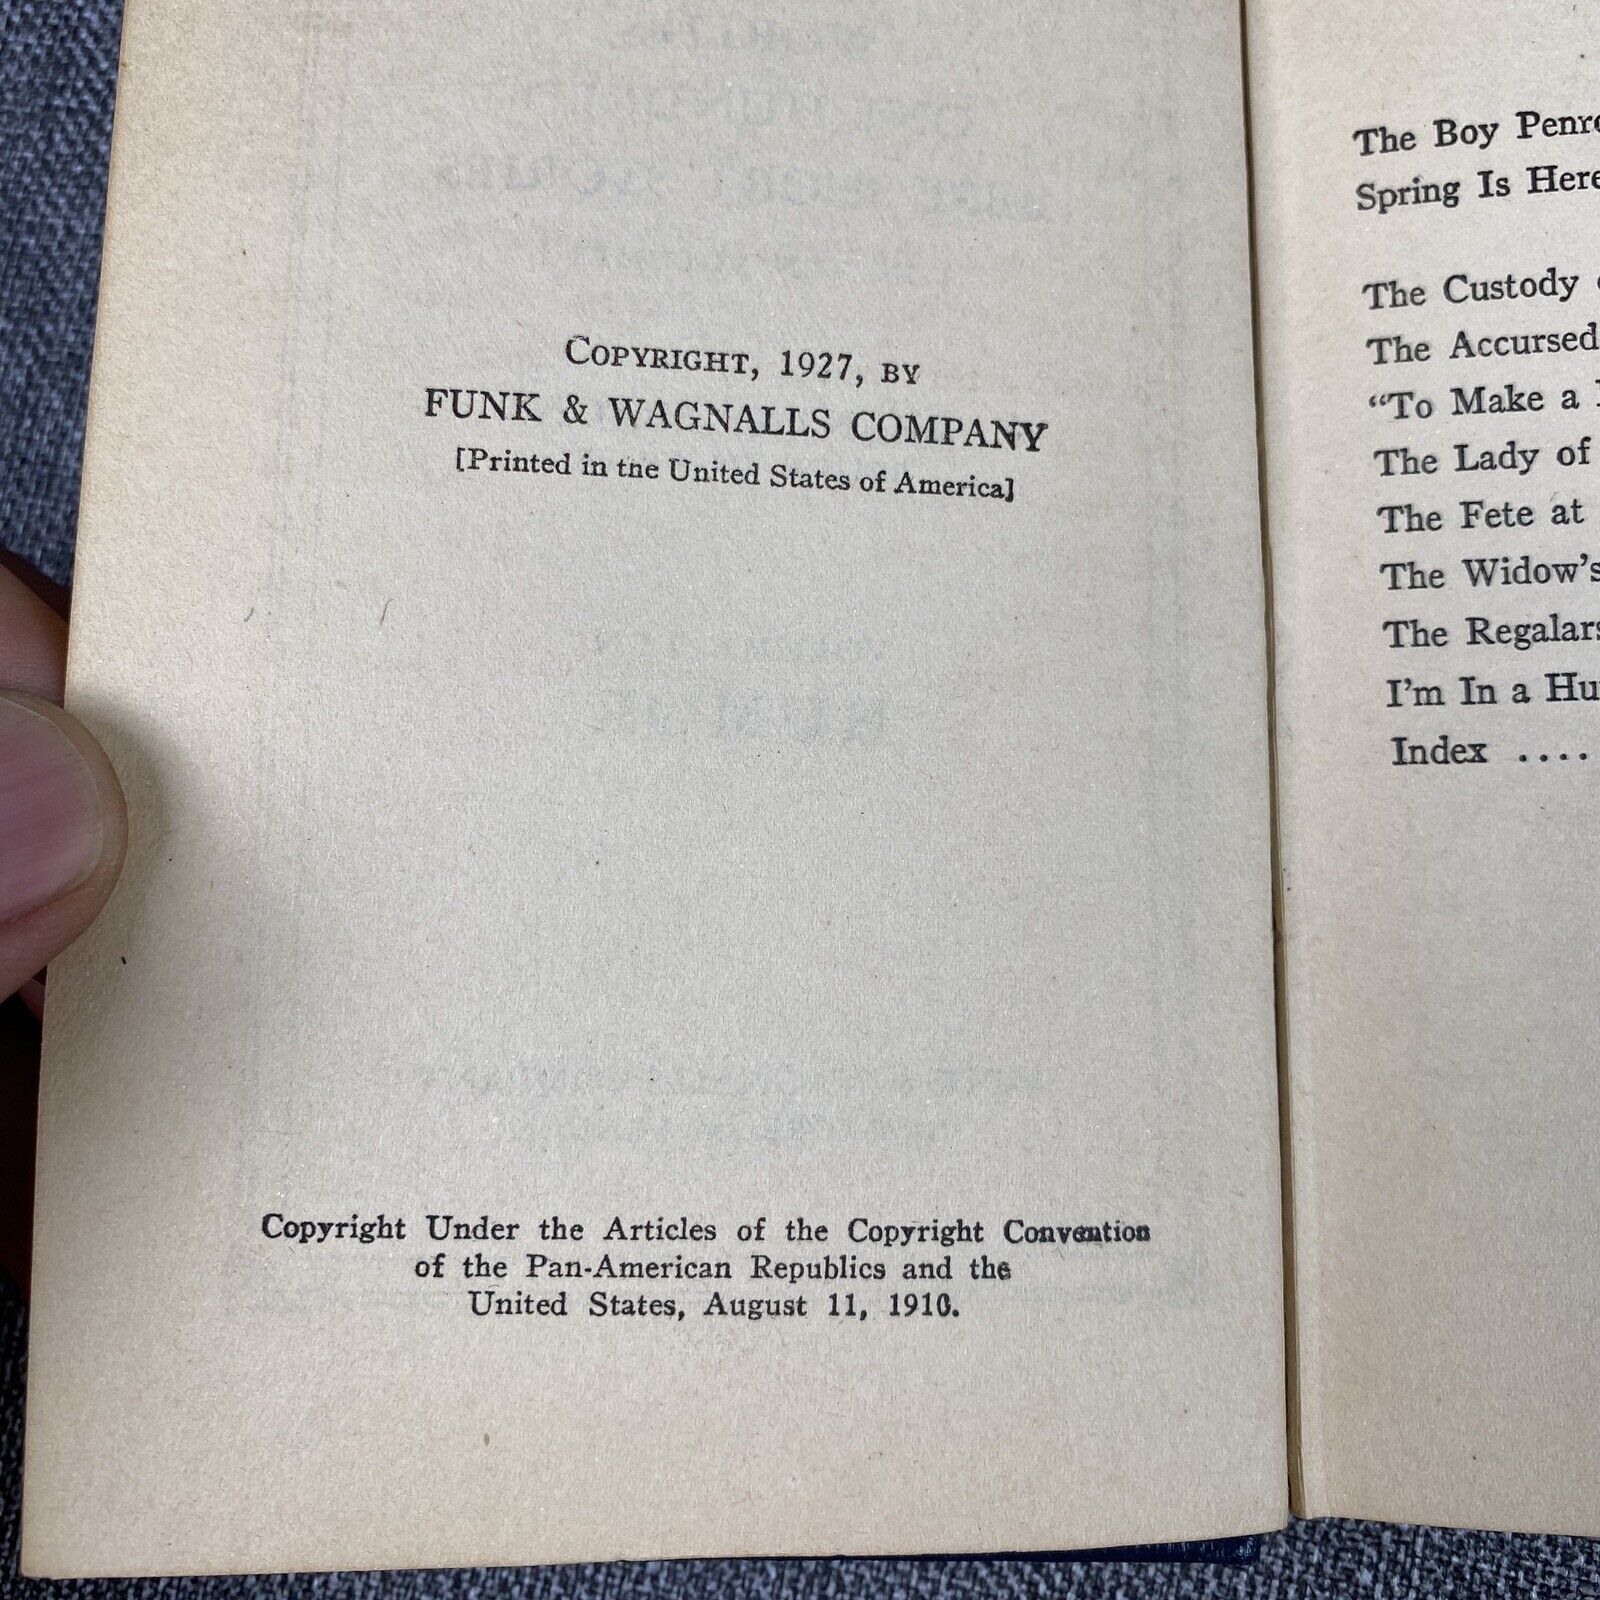 COPYRIGHT, 1927, BY
FUNK & WAGNALLS COMPANY
[Printed in the United States of America]
Copyright Under the Articles of the Copyright Convention
of the Pan-American Republics and the
United States, August 11, 1910.
The Boy
Spring Is Here
The Custody
The Accursed
“To Make a
The Lady of
The Fete at
The Widow’s
The Regalars
I’m In a
Index ....